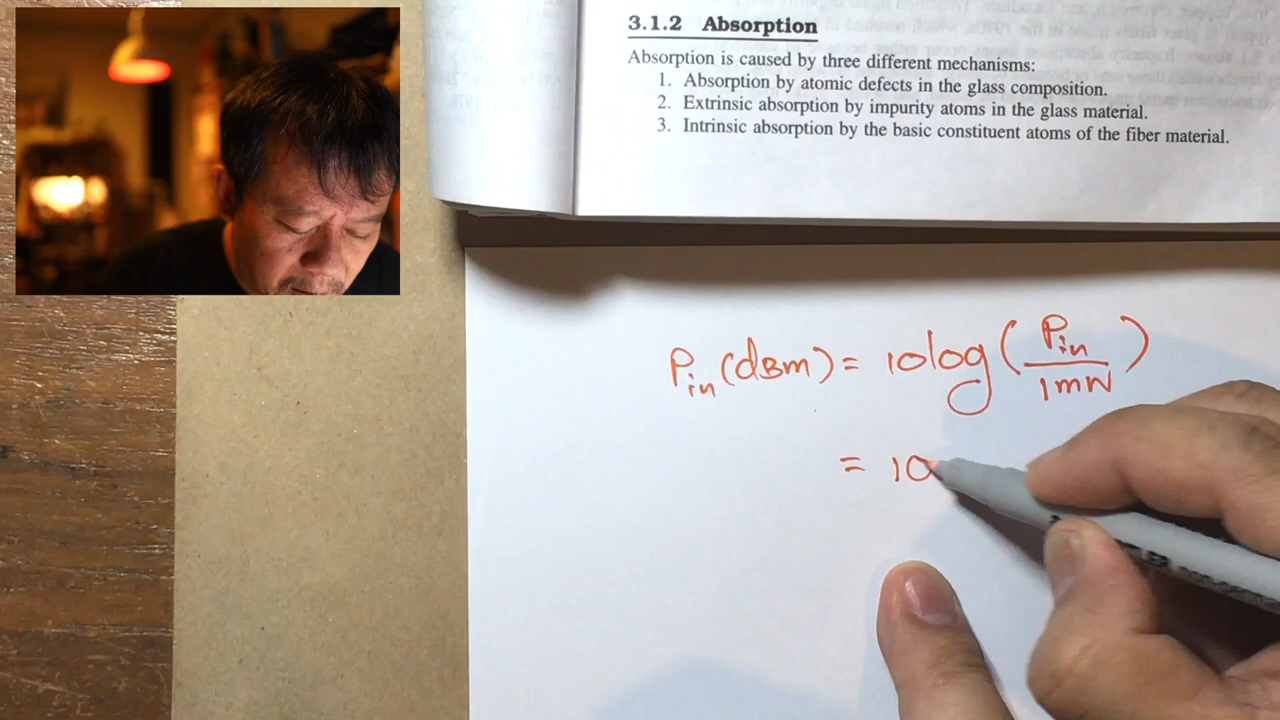 3.1.2 Absorption
Absorption is caused by three different mechanisms:
1. Absorption by atomic defects in the glass composition.
2. Extrinsic absorption by impurity atoms in the glass material.
3. Intrinsic absorption by the basic constituent atoms of the fiber material.
Pin (dBm) = 10log (Pin / 1mW)
= 10